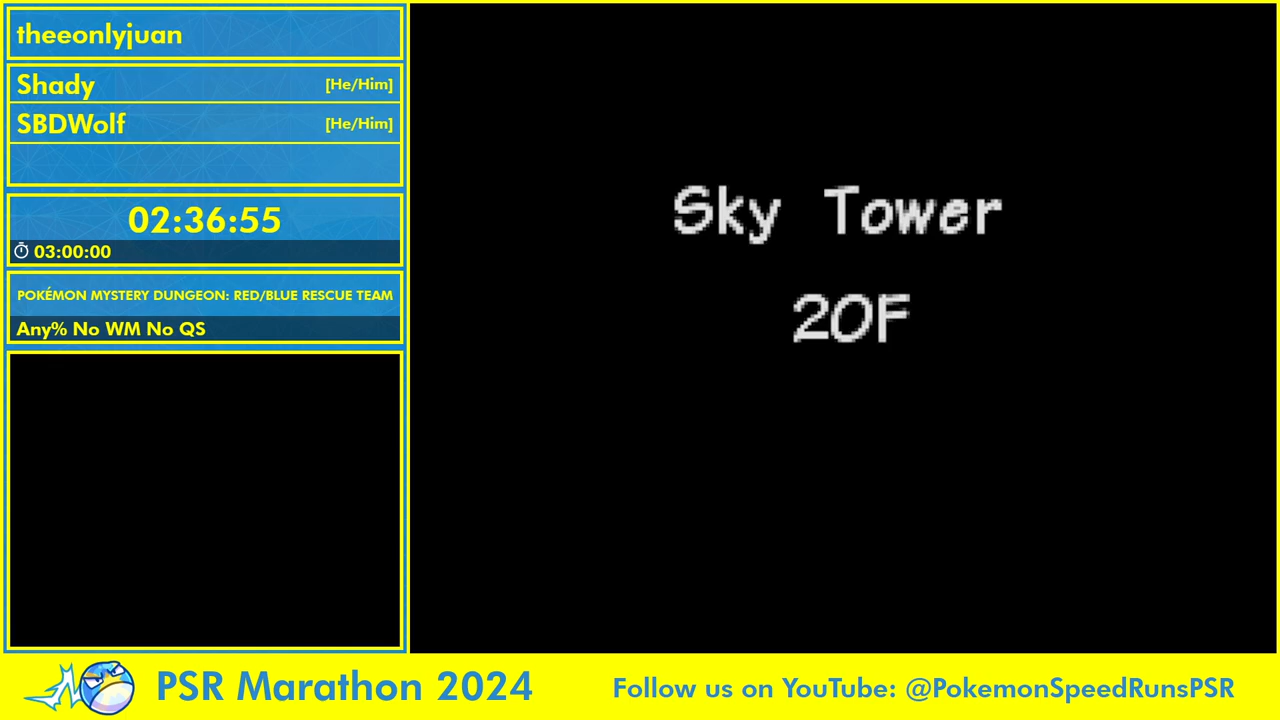 theeonlyjuan
Shady [He/Him]
SBDWolf [He/Him]
02:36:55
03:00:00
POKÉMON MYSTERY DUNGEON: RED/BLUE RESCUE TEAM
Any% No WM No QS
Sky Tower
20F
PSR Marathon 2024
Follow us on YouTube: @PokemonSpeedRunsPSR